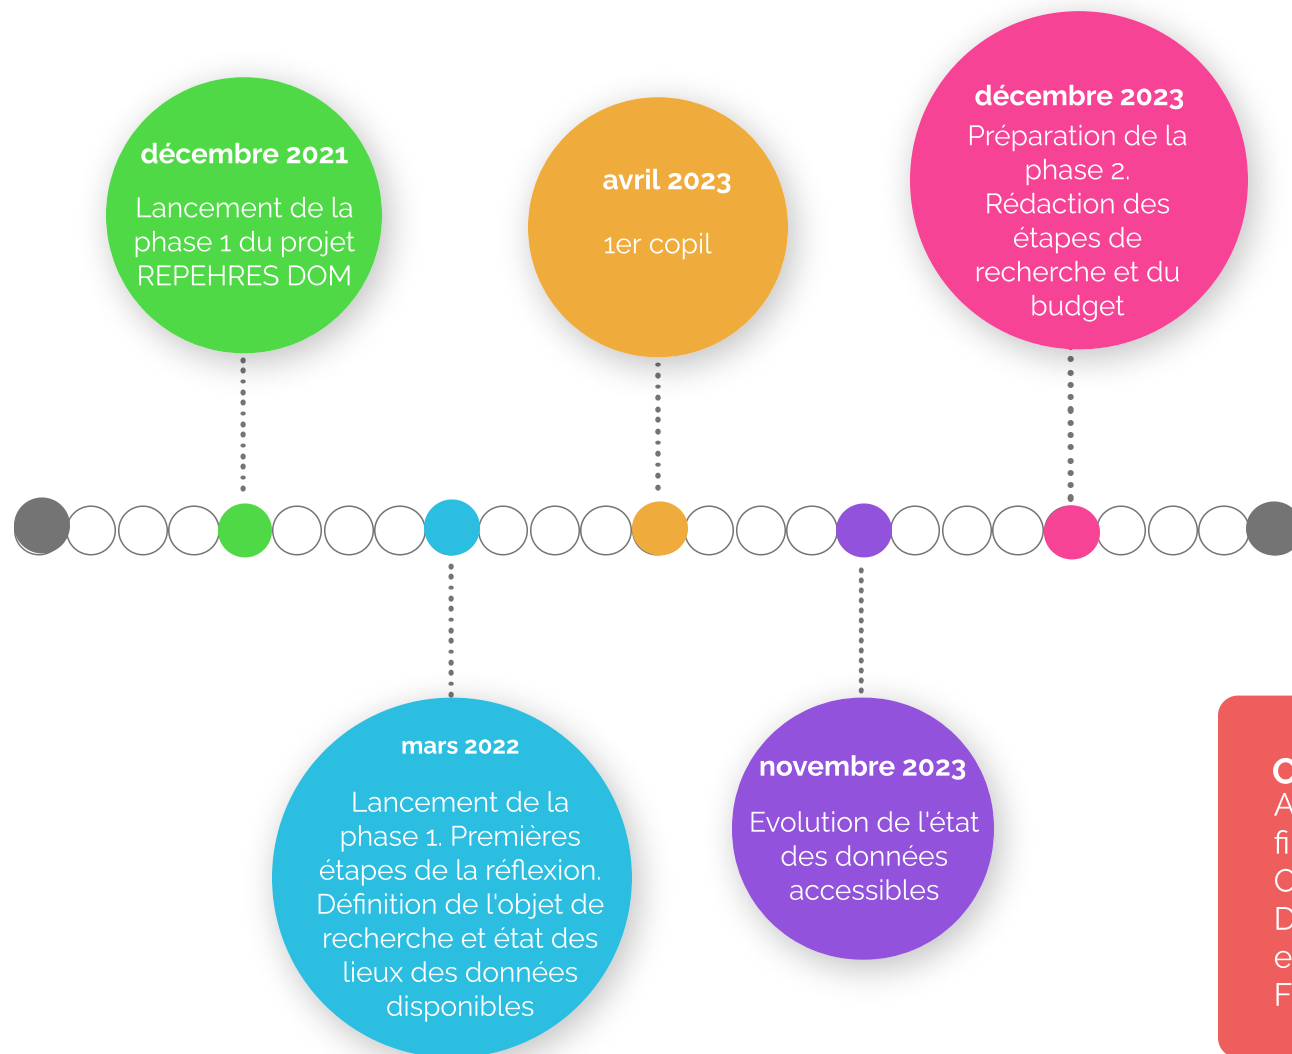 décembre 2021
Lancement de la
phase 1 du projet
REPEHRES DOM
mars 2022
Lancement de la
phase 1. Premières
étapes de la réflexion.
Définition de l'objet de
recherche et état des
lieux des données
disponibles
avril 2023
1er copil
novembre 2023
Evolution de l'état
des données
accessibles
décembre 2023
Préparation de la
phase 2.
Rédaction des
étapes de
recherche et du
budget